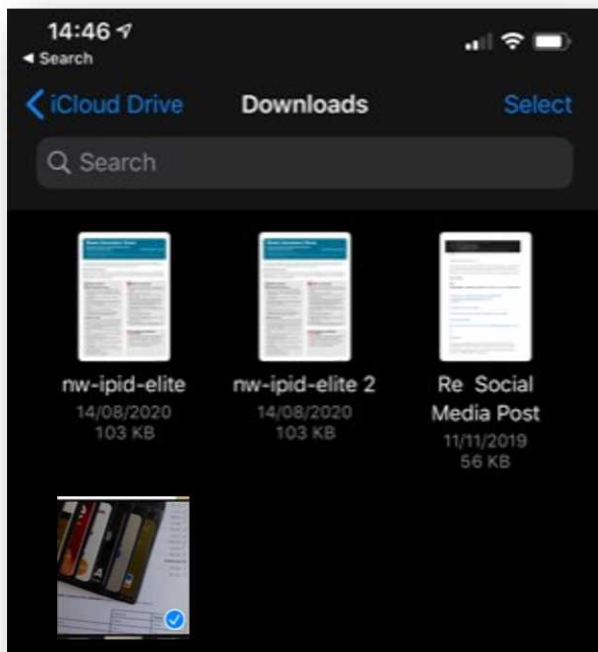 14:46
Search
iCloud Drive
Downloads
Select
Search
nw-ipid-elite
14/08/2020
103 KB
nw-ipid-elite 2
14/08/2020
103 KB
Re Social
Media Post
11/11/2019
56 KB